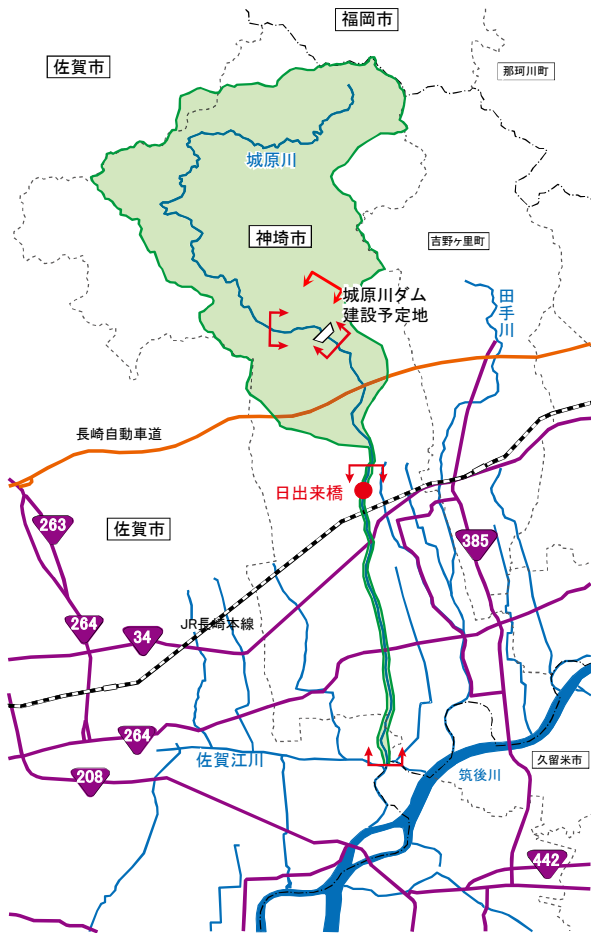 福岡市
佐賀市
那珂川町
城原川
神埼市
吉野ヶ里町
城原川ダム
建設予定地
田手川
長崎自動車道
日出来橋
263
佐賀市
385
264
34
JR長崎本線
264
佐賀江川
208
筑後川
久留米市
442